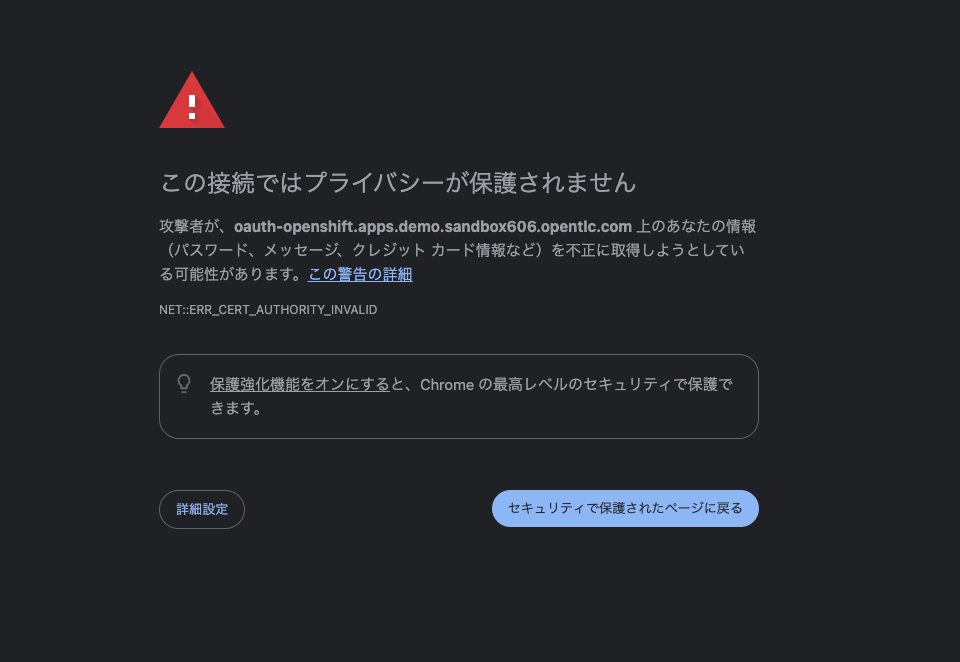 この接続ではプライバシーが保護されません
攻撃者が、oauth-openshift.apps.demo.sandbox606.opentlc.com 上のあなたの情報
（パスワード、メッセージ、クレジット カード情報など）を不正に取得しようとしてい
る可能性があります。この警告の詳細
NET::ERR_CERT_AUTHORITY_INVALID
保護強化機能をオンにすると、Chrome の最高レベルのセキュリティで保護で
きます。
詳細設定
セキュリティで保護されたページに戻る